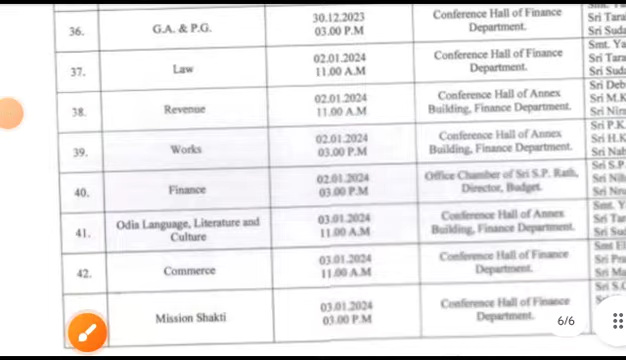 36. G.A. & P.G. 30.12.2023 03.00 P.M Conference Hall of Finance Department. Sri Suda
37. Law 02.01.2024 11.00 A.M Conference Hall of Finance Department. Smt. Ya Sri Tara Sri Suda
38. Revenue 02.01.2024 11.00 A.M Conference Hall of Annex Building, Finance Department. Sri Deb Sri M.K
39. Works 02.01.2024 03.00 P.M Conference Hall of Annex Building, Finance Department. Sri P.K. Sri H.K
40. Finance 02.01.2024 03.00 P.M Office Chamber of Sri S.P. Rath, Director, Budget. Sri S.P.
41. Odia Language, Literature and Culture 03.01.2024 11.00 A.M Conference Hall of Annex Building, Finance Department.
42. Commerce 03.01.2024 11.00 A.M Conference Hall of Finance Department.
Mission Shakti 03.01.2024 03.00 P.M Conference Hall of Finance Department.
6/6